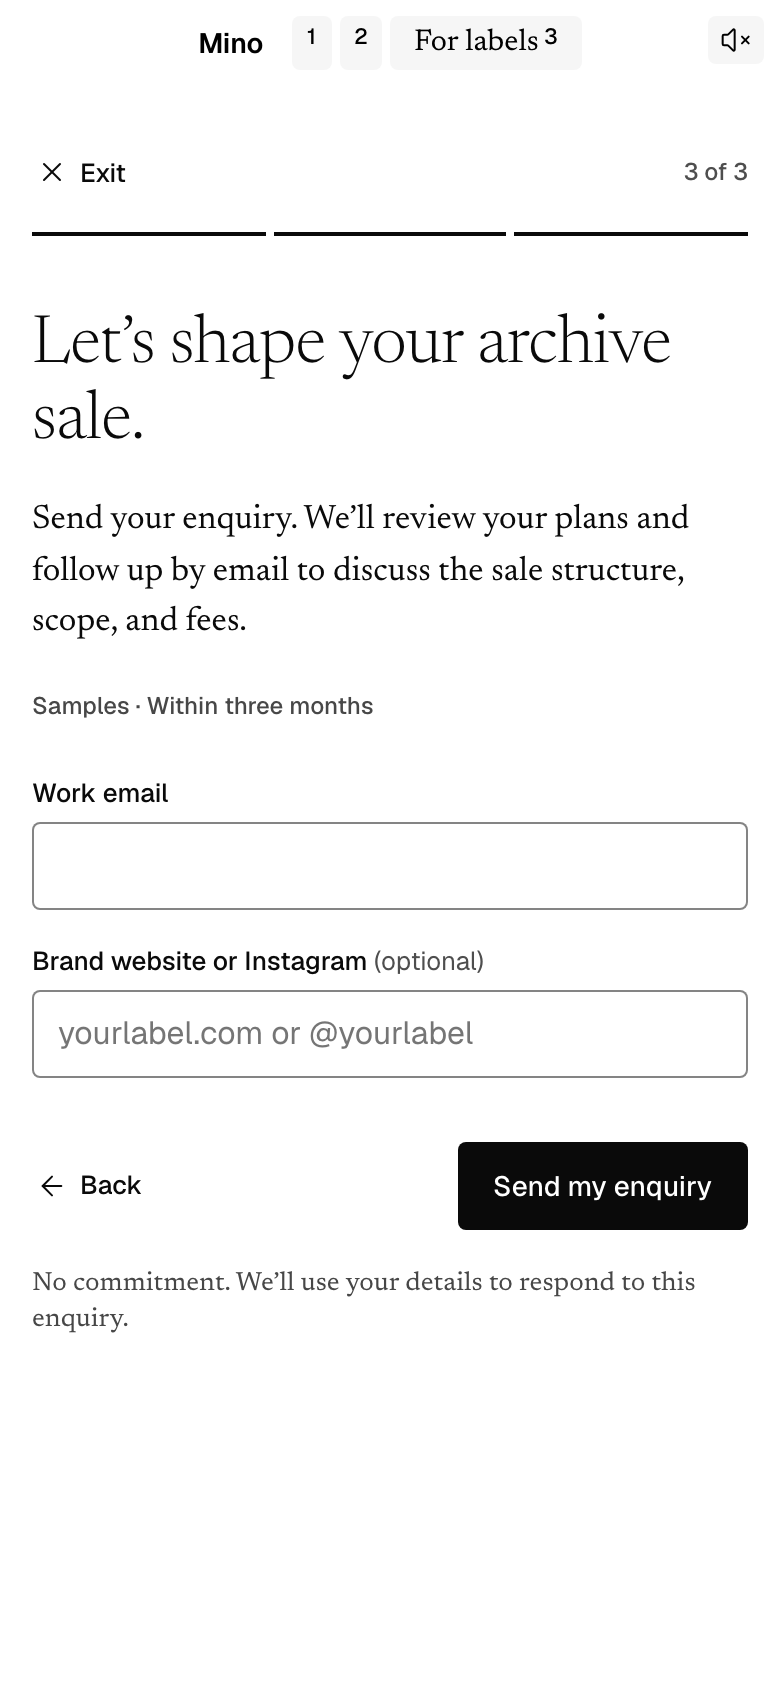 Mino
1
2
For labels 3
Exit
3 of 3
Let’s shape your archive
sale.
Send your enquiry. We’ll review your plans and
follow up by email to discuss the sale structure,
scope, and fees.
Samples · Within three months
Work email
Brand website or Instagram (optional)
yourlabel.com or @yourlabel
Back
Send my enquiry
No commitment. We’ll use your details to respond to this
enquiry.